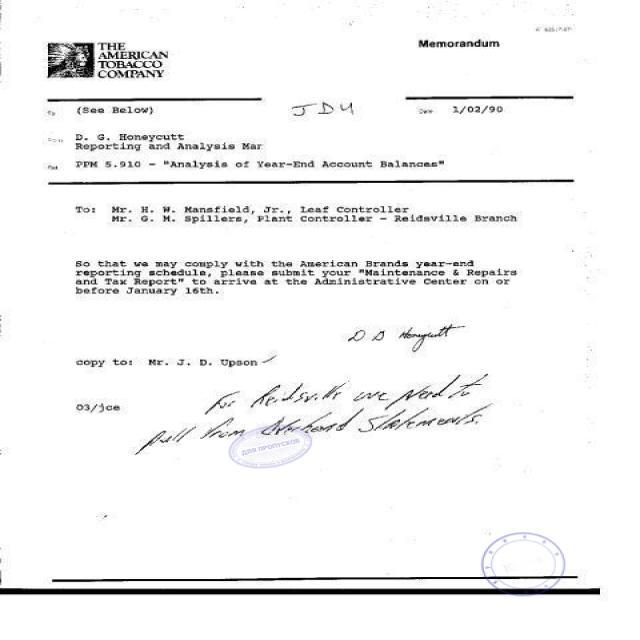 THE
AMERICAN
TOBACCO
COMPANY
Memorandum
To (See Below)
JDU
Date 1/02/90
From D. G. Honeycutt
Reporting and Analysis Mgr
PPM 5.910 - "Analysis of Year-End Account Balances"
To: Mr. H. W. Mansfield, Jr., Leaf Controller
Mr. G. M. Spillers, Plant Controller - Reidsville Branch
So that we may comply with the American Brands year-end
reporting schedule, please submit your "Maintenance & Repairs
and Tax Report" to arrive at the Administrative Center on or
before January 16th.
D G Honeycutt
copy to: Mr. J. D. Upson
03/jce
For Reidsville we need to
pull from Overhead Statements.
ДЛЯ ПРОПУСКОВ